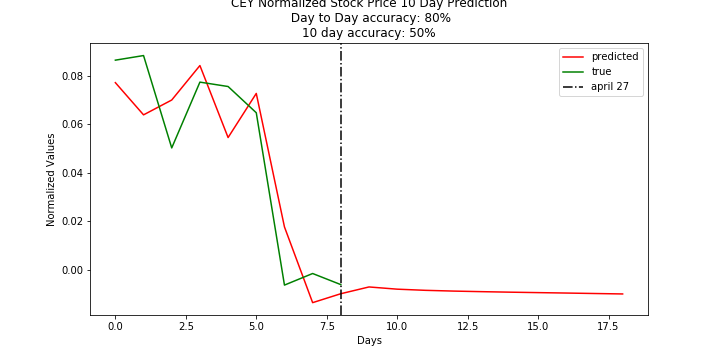 CEY Normalized Stock Price 10 Day Prediction
Day to Day accuracy: 80%
10 day accuracy: 50%
predicted
true
april 27
Normalized Values
0.08
0.06
0.04
0.02
0.00
0.0 2.5 5.0 7.5 10.0 12.5 15.0 17.5
Days